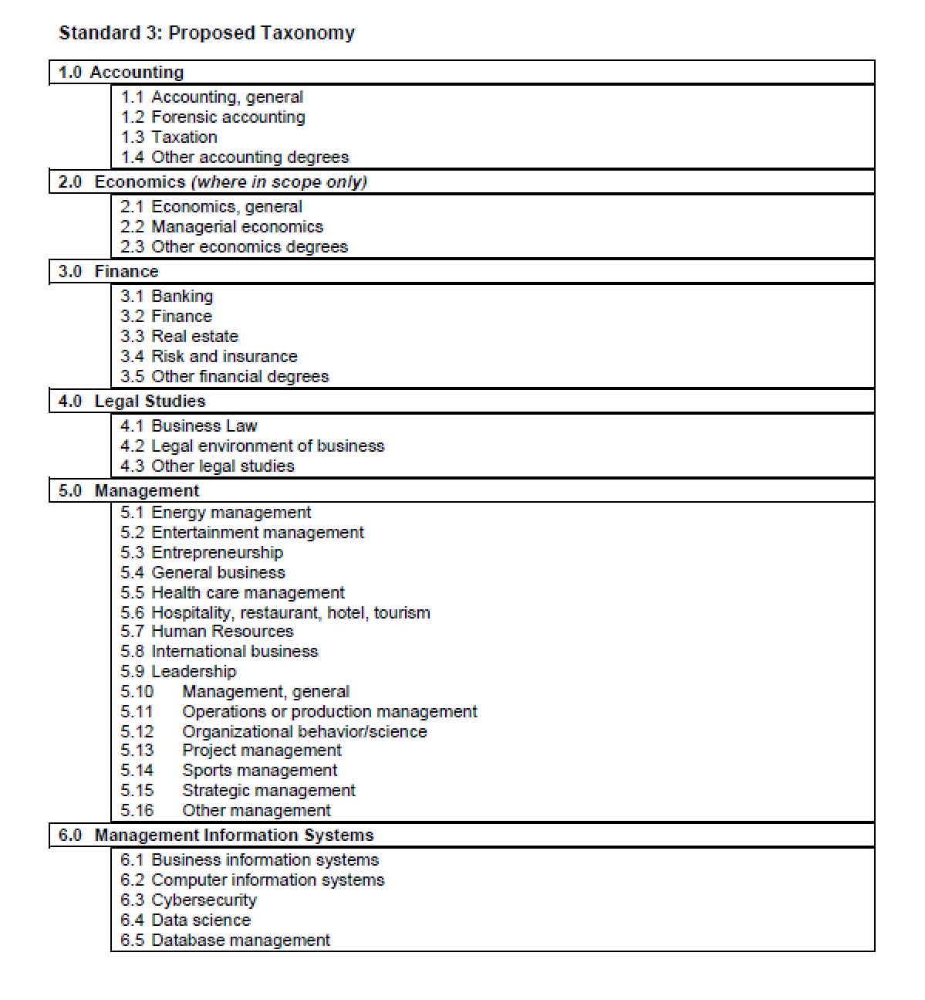 Standard 3: Proposed Taxonomy
1.0 Accounting
1.1 Accounting, general
1.2 Forensic accounting
1.3 Taxation
1.4 Other accounting degrees
2.0 Economics (where in scope only)
2.1 Economics, general
2.2 Managerial economics
2.3 Other economics degrees
3.0 Finance
3.1 Banking
3.2 Finance
3.3 Real estate
3.4 Risk and insurance
3.5 Other financial degrees
4.0 Legal Studies
4.1 Business Law
4.2 Legal environment of business
4.3 Other legal studies
5.0 Management
5.1 Energy management
5.2 Entertainment management
5.3 Entrepreneurship
5.4 General business
5.5 Health care management
5.6 Hospitality, restaurant, hotel, tourism
5.7 Human Resources
5.8 International business
5.9 Leadership
5.10 Management, general
5.11 Operations or production management
5.12 Organizational behavior/science
5.13 Project management
5.14 Sports management
5.15 Strategic management
5.16 Other management
6.0 Management Information Systems
6.1 Business information systems
6.2 Computer information systems
6.3 Cybersecurity
6.4 Data science
6.5 Database management